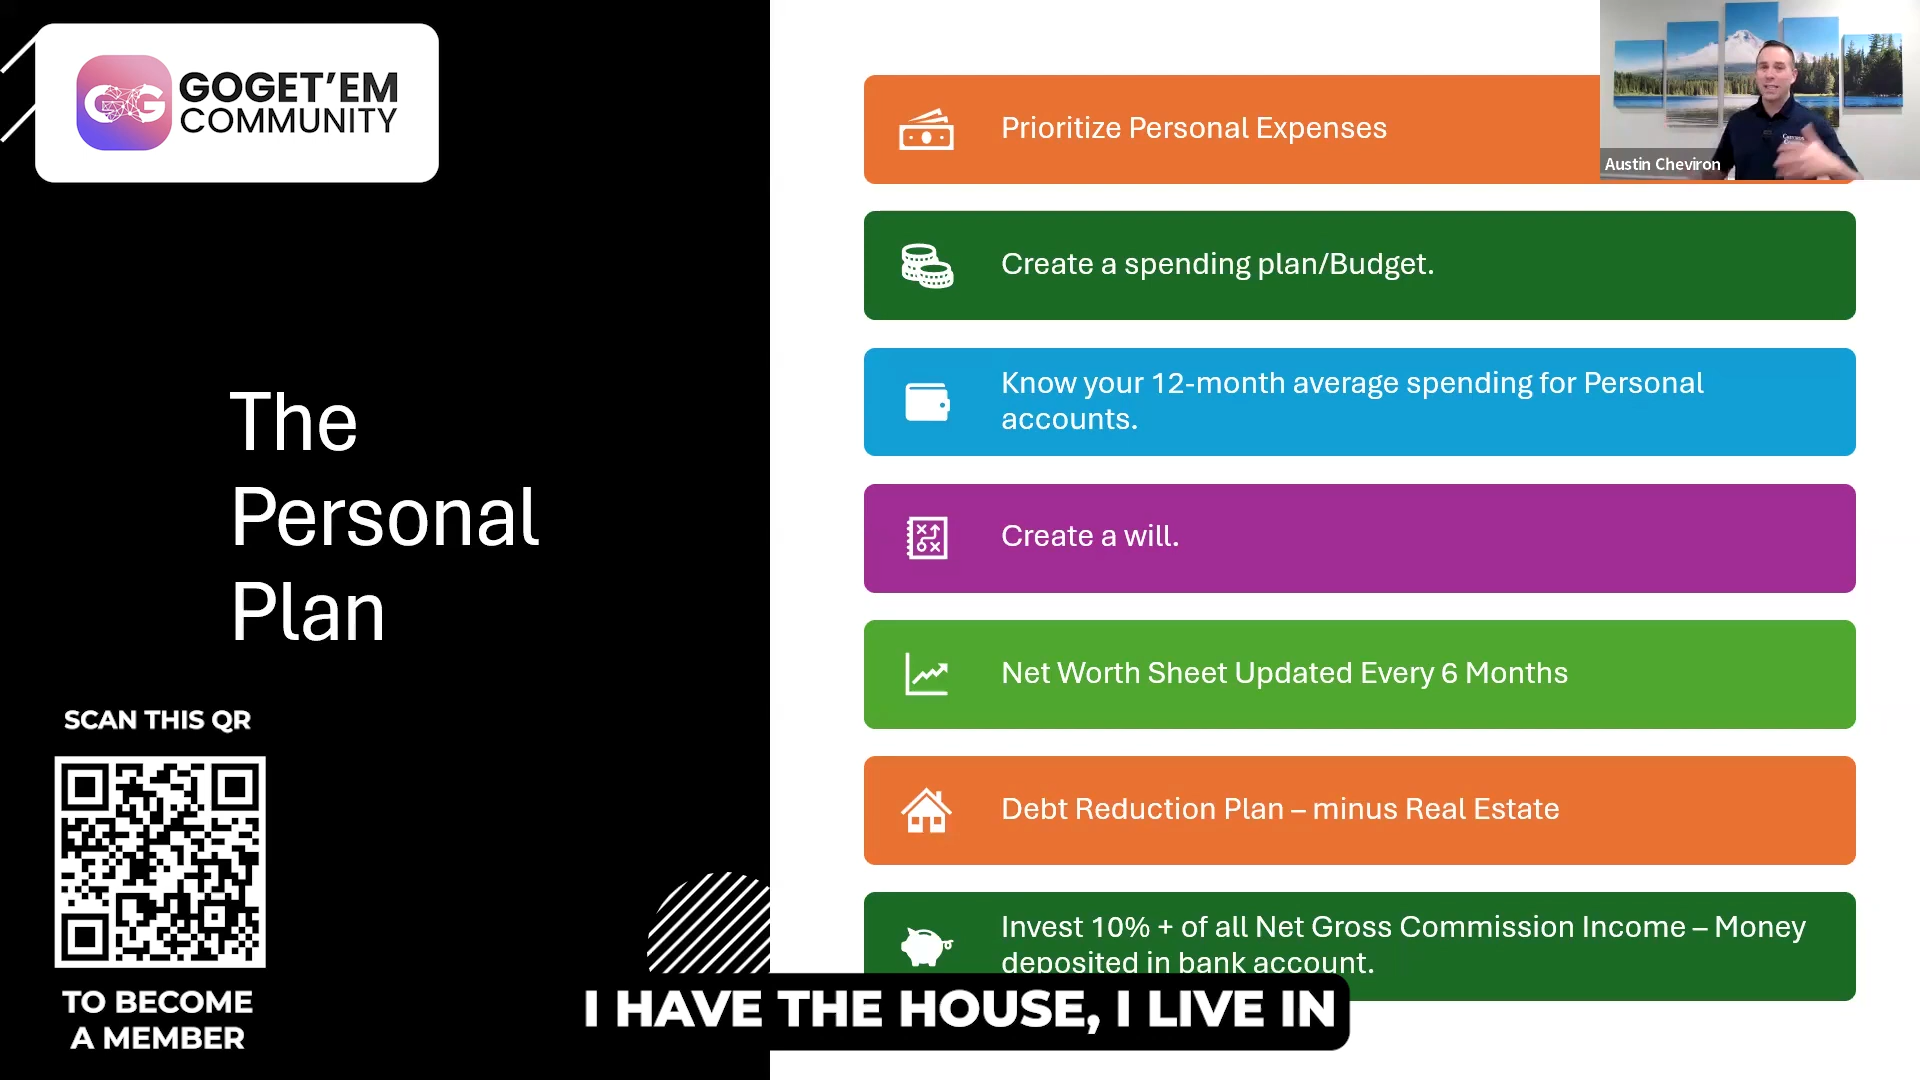 GOGET'EM
COMMUNITY
The
Personal
Plan
SCAN THIS QR
TO BECOME
A MEMBER
Prioritize Personal Expenses
Create a spending plan/Budget.
Know your 12-month average spending for Personal
accounts.
Create a will.
Net Worth Sheet Updated Every 6 Months
Debt Reduction Plan – minus Real Estate
Invest 10% + of all Net Gross Commission Income – Money
deposited in bank account.
Austin Cheviron
I HAVE THE HOUSE, I LIVE IN